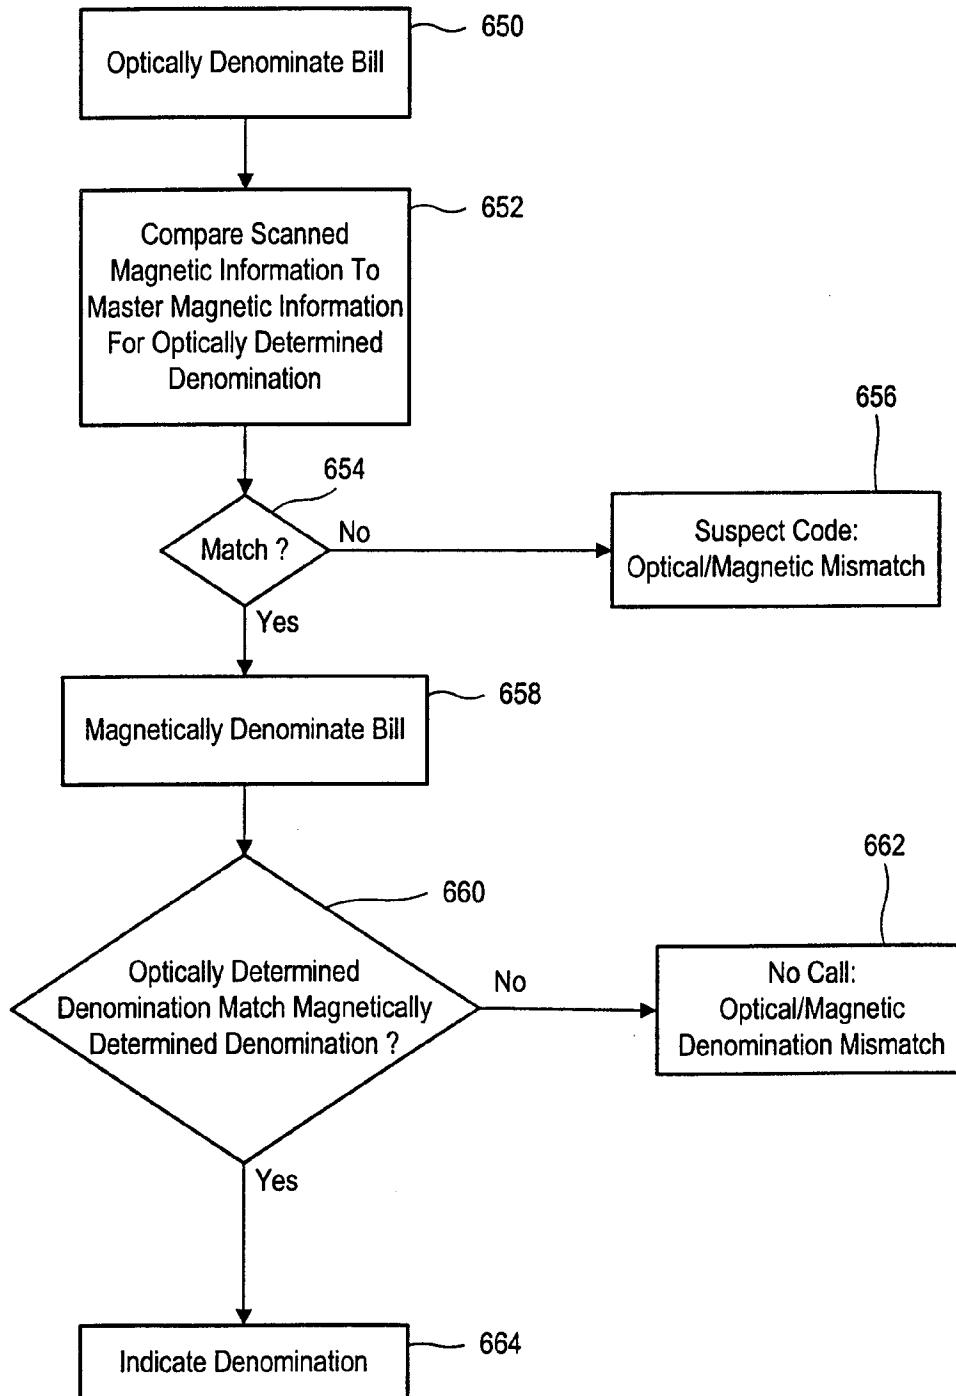 650
Optically Denominate Bill
652
Compare Scanned
Magnetic Information To
Master Magnetic Information
For Optically Determined
Denomination
656
654
Match ?
No
Suspect Code:
Optical/Magnetic Mismatch
Yes
658
Magnetically Denominate Bill
662
660
Optically Determined
Denomination Match Magnetically
Determined Denomination ?
No
No Call:
Optical/Magnetic
Denomination Mismatch
Yes
664
Indicate Denomination